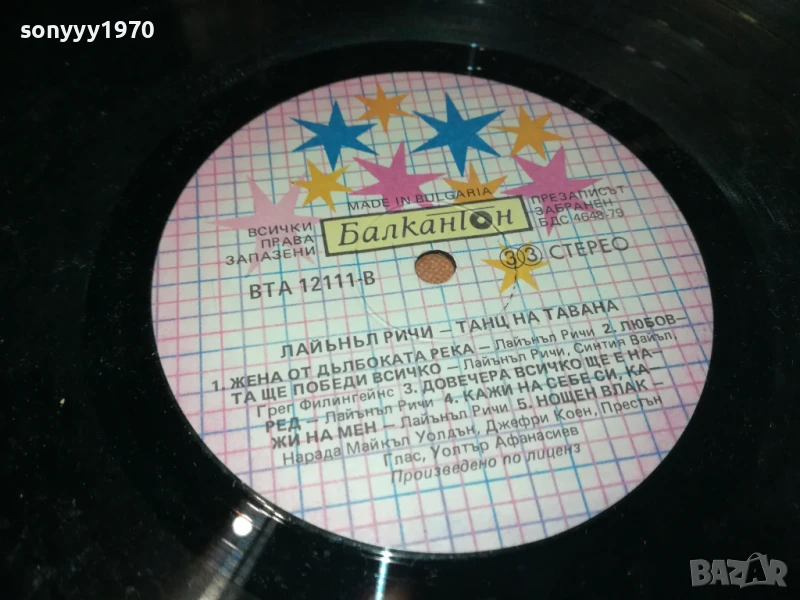 sonyyy1970
MADE IN BULGARIA
ВСИЧКИ
ПРАВА
ЗАПАЗЕНИ
Балкантон
ПРЕЗАПИСЪТ
ЗАБРАНЕН
БДС 4648-79
ВТА 12111-В
33 СТЕРЕО
ЛАЙЪНЪЛ РИЧИ – ТАНЦ НА ТАВАНА
1. ЖЕНА ОТ ДЪЛБОКАТА РЕКА – Лайънъл Ричи 2. ЛЮБОВ-
ТА ЩЕ ПОБЕДИ ВСИЧКО – Лайънъл Ричи, Синтия Вайъл,
Грег Филингейнс 3. ДОВЕЧЕРА ВСИЧКО ЩЕ Е НА-
РЕД – Лайънъл Ричи 4. КАЖИ НА СЕБЕ СИ, КА-
ЖИ НА МЕН – Лайънъл Ричи 5. НОЩЕН ВЛАК –
Нарада Майкъл Уолдън, Джефри Коен, Престън
Глас, Уолтър Афанасиев
Произведено по лиценз
BAZAR